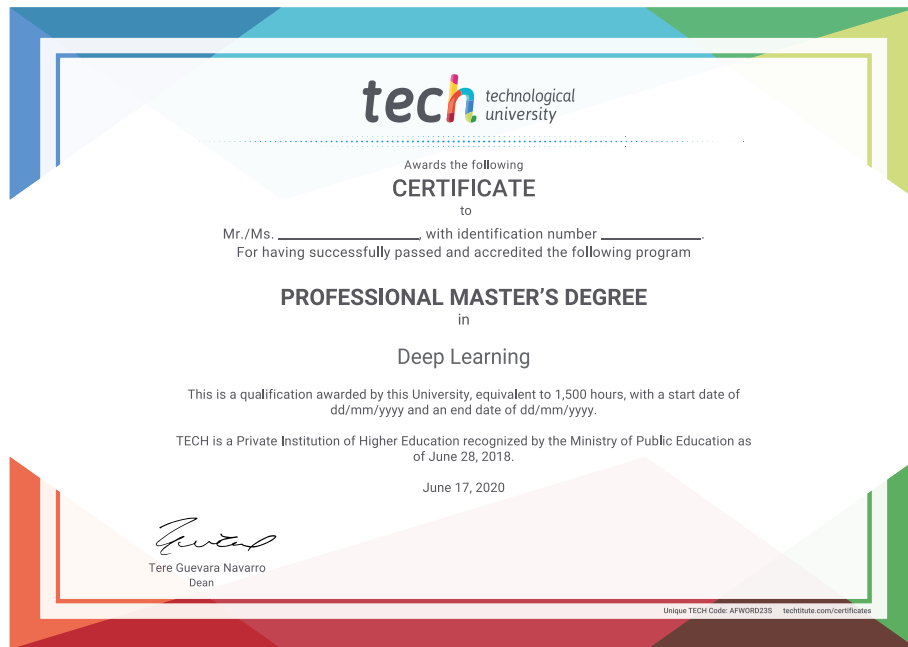 tech technological
university
Awards the following
CERTIFICATE
to
Mr./Ms. ____________________, with identification number ______________.
For having successfully passed and accredited the following program
PROFESSIONAL MASTER'S DEGREE
in
Deep Learning
This is a qualification awarded by this University, equivalent to 1,500 hours, with a start date of
dd/mm/yyyy and an end date of dd/mm/yyyy.
TECH is a Private Institution of Higher Education recognized by the Ministry of Public Education as
of June 28, 2018.
June 17, 2020
Tere Guevara Navarro
Dean
Unique TECH Code: AFWORD23S techtitute.com/certificates